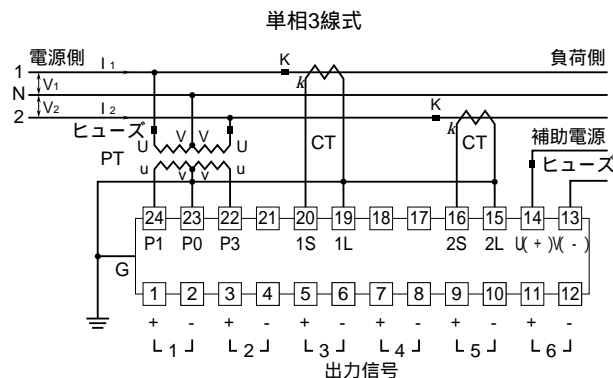 単相3線式
電源側 I 1 K 負荷側
1
V1 k
N
V2 I 2 K
2
ヒューズ k 補助電源
U V V U CT CT ヒューズ
PT
u v v u
24 23 22 21 20 19 18 17 16 15 14 13
P1 P0 P3 1S 1L 2S 2L U( + ) V( - )
G
1 2 3 4 5 6 7 8 9 10 11 12
+ - + - + - + - + - + -
1 2 3 4 5 6
出力信号